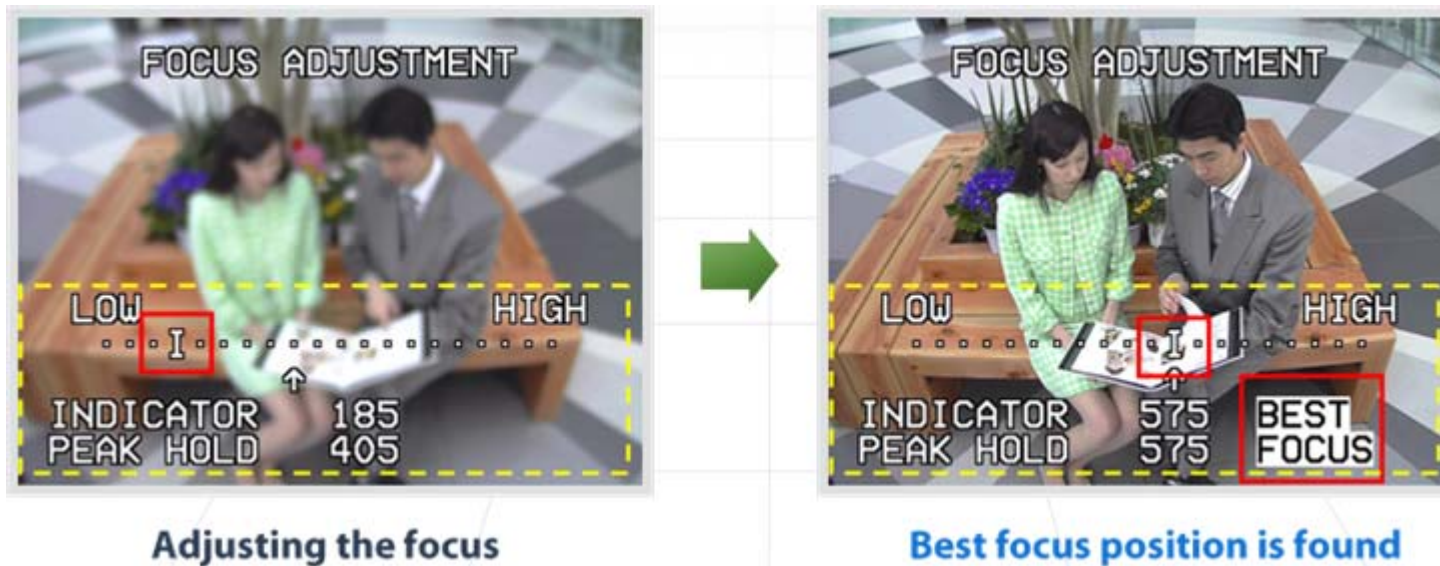 FOCUS ADJUSTMENT
LOW HIGH
I
INDICATOR 185
PEAK HOLD 405
Adjusting the focus
FOCUS ADJUSTMENT
LOW HIGH
I
INDICATOR 575
PEAK HOLD 575
BEST
FOCUS
Best focus position is found